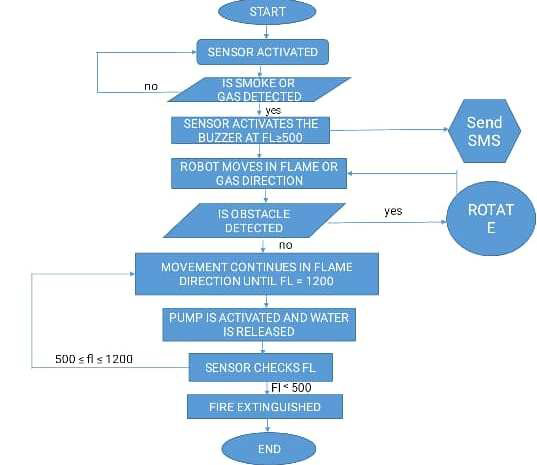 START
SENSOR ACTIVATED
no
IS SMOKE OR
GAS DETECTED
yes
SENSOR ACTIVATES THE
BUZZER AT FL≥500
Send
SMS
ROBOT MOVES IN FLAME OR
GAS DIRECTION
IS OBSTACLE
DETECTED
yes
ROTAT
E
no
MOVEMENT CONTINUES IN FLAME
DIRECTION UNTIL FL = 1200
PUMP IS ACTIVATED AND WATER
IS RELEASED
500 ≤ fl ≤ 1200
SENSOR CHECKS FL
Fl < 500
FIRE EXTINGUISHED
END